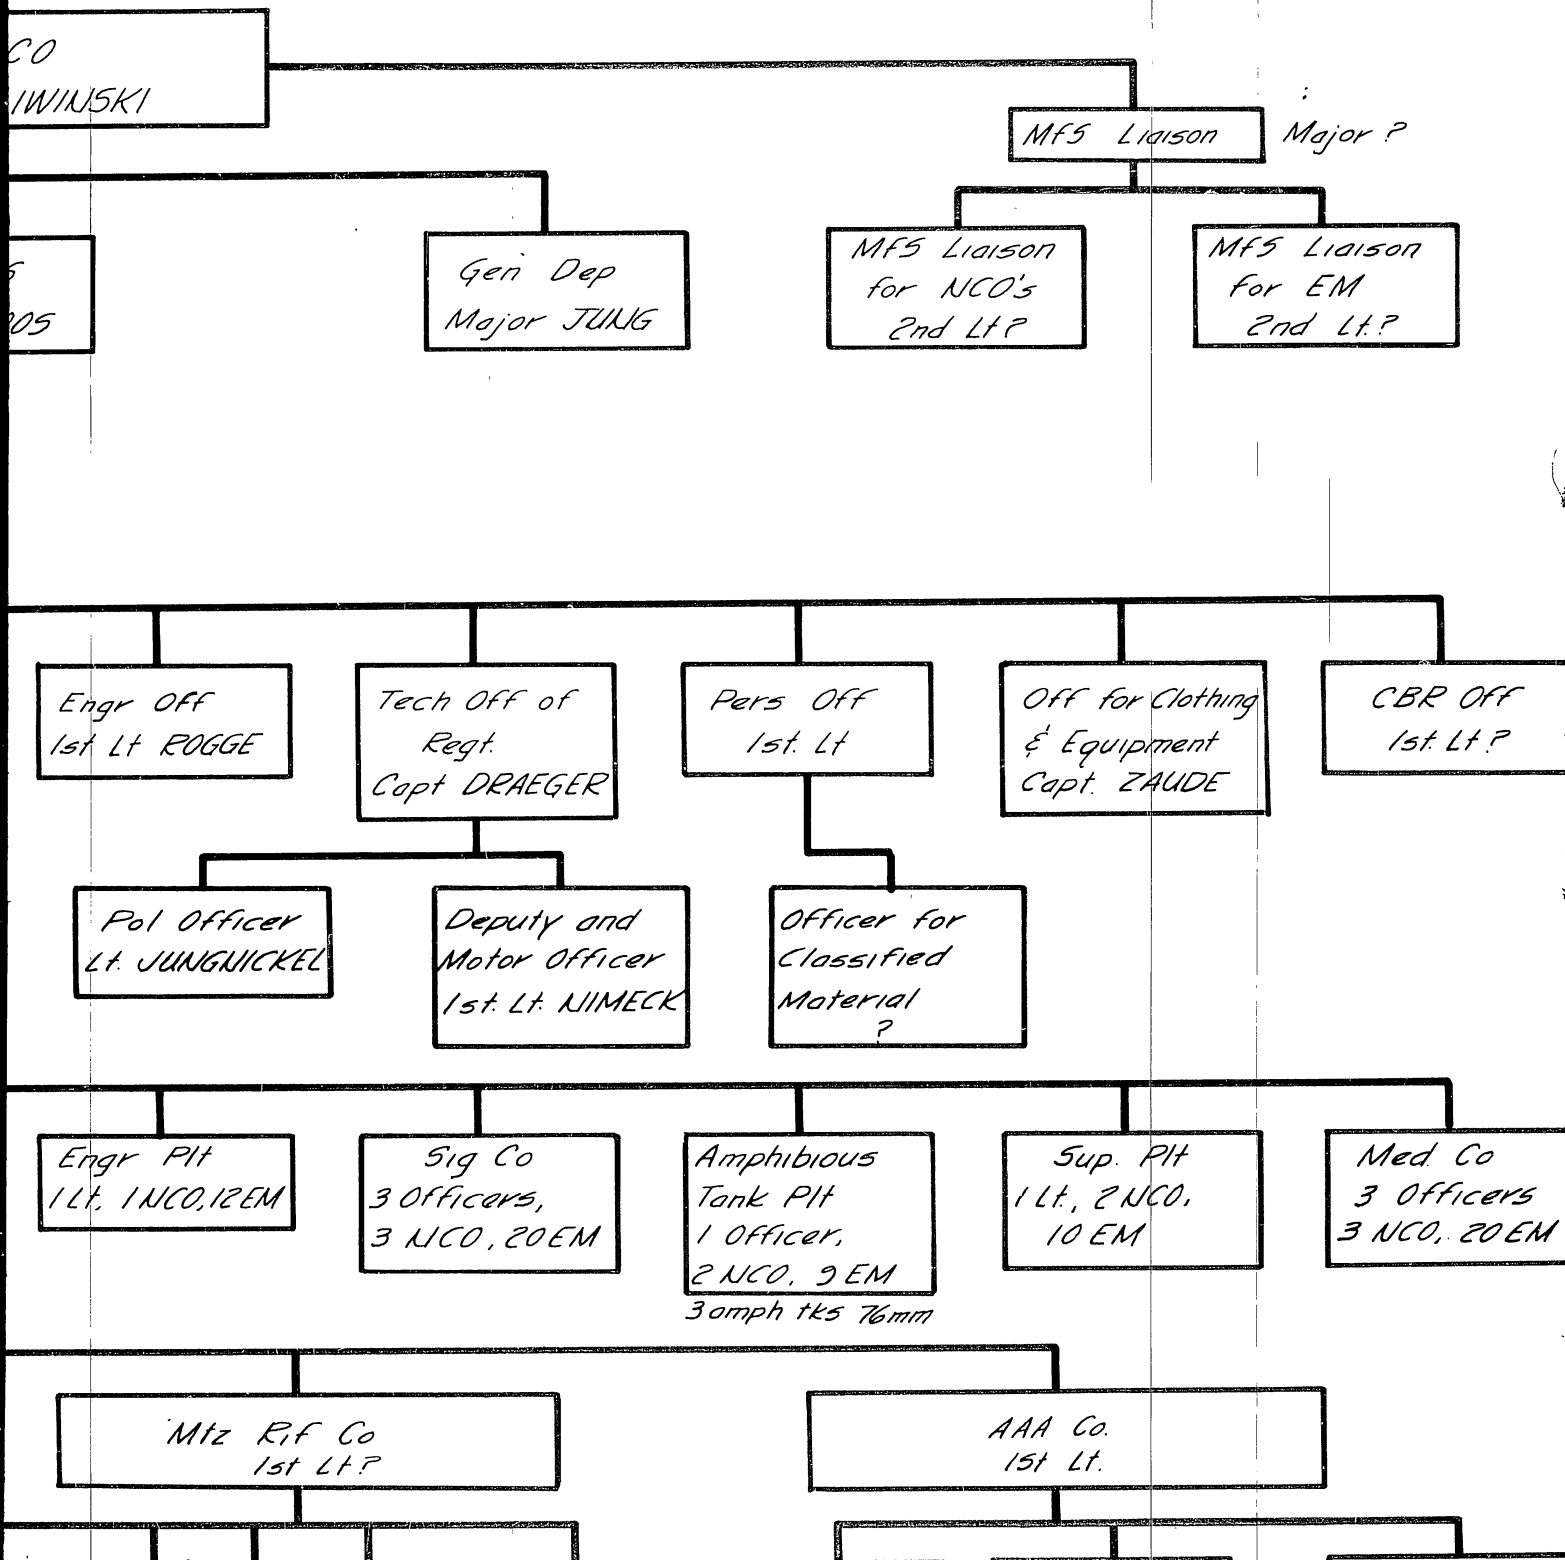 CO
IWINSKI
MfS Liaison
Major ?
Gen Dep
Major JUNG
MfS Liaison
for NCO's
2nd Lt ?
MfS Liaison
for EM
2nd Lt. ?
S
ROS
Engr Off
1st Lt ROGGE
Tech Off of
Regt.
Capt DRAEGER
Pers Off
1st. Lt
Off for Clothing
& Equipment
Capt. ZAUDE
CBR Off
1st. Lt ?
Pol Officer
Lt. JUNGNICKEL
Deputy and
Motor Officer
1st. Lt. NIMECK
Officer for
Classified
Material
?
Engr Plt
1 Lt, 1 NCO, 12 EM
Sig Co
3 Officers,
3 NCO, 20 EM
Amphibious
Tank Plt
1 Officer,
2 NCO, 9 EM
3 amph tks 76mm
Sup. Plt
1 Lt., 2 NCO,
10 EM
Med. Co
3 Officers
3 NCO, 20 EM
Mtz Rif Co
1st Lt ?
AAA Co.
1st Lt.